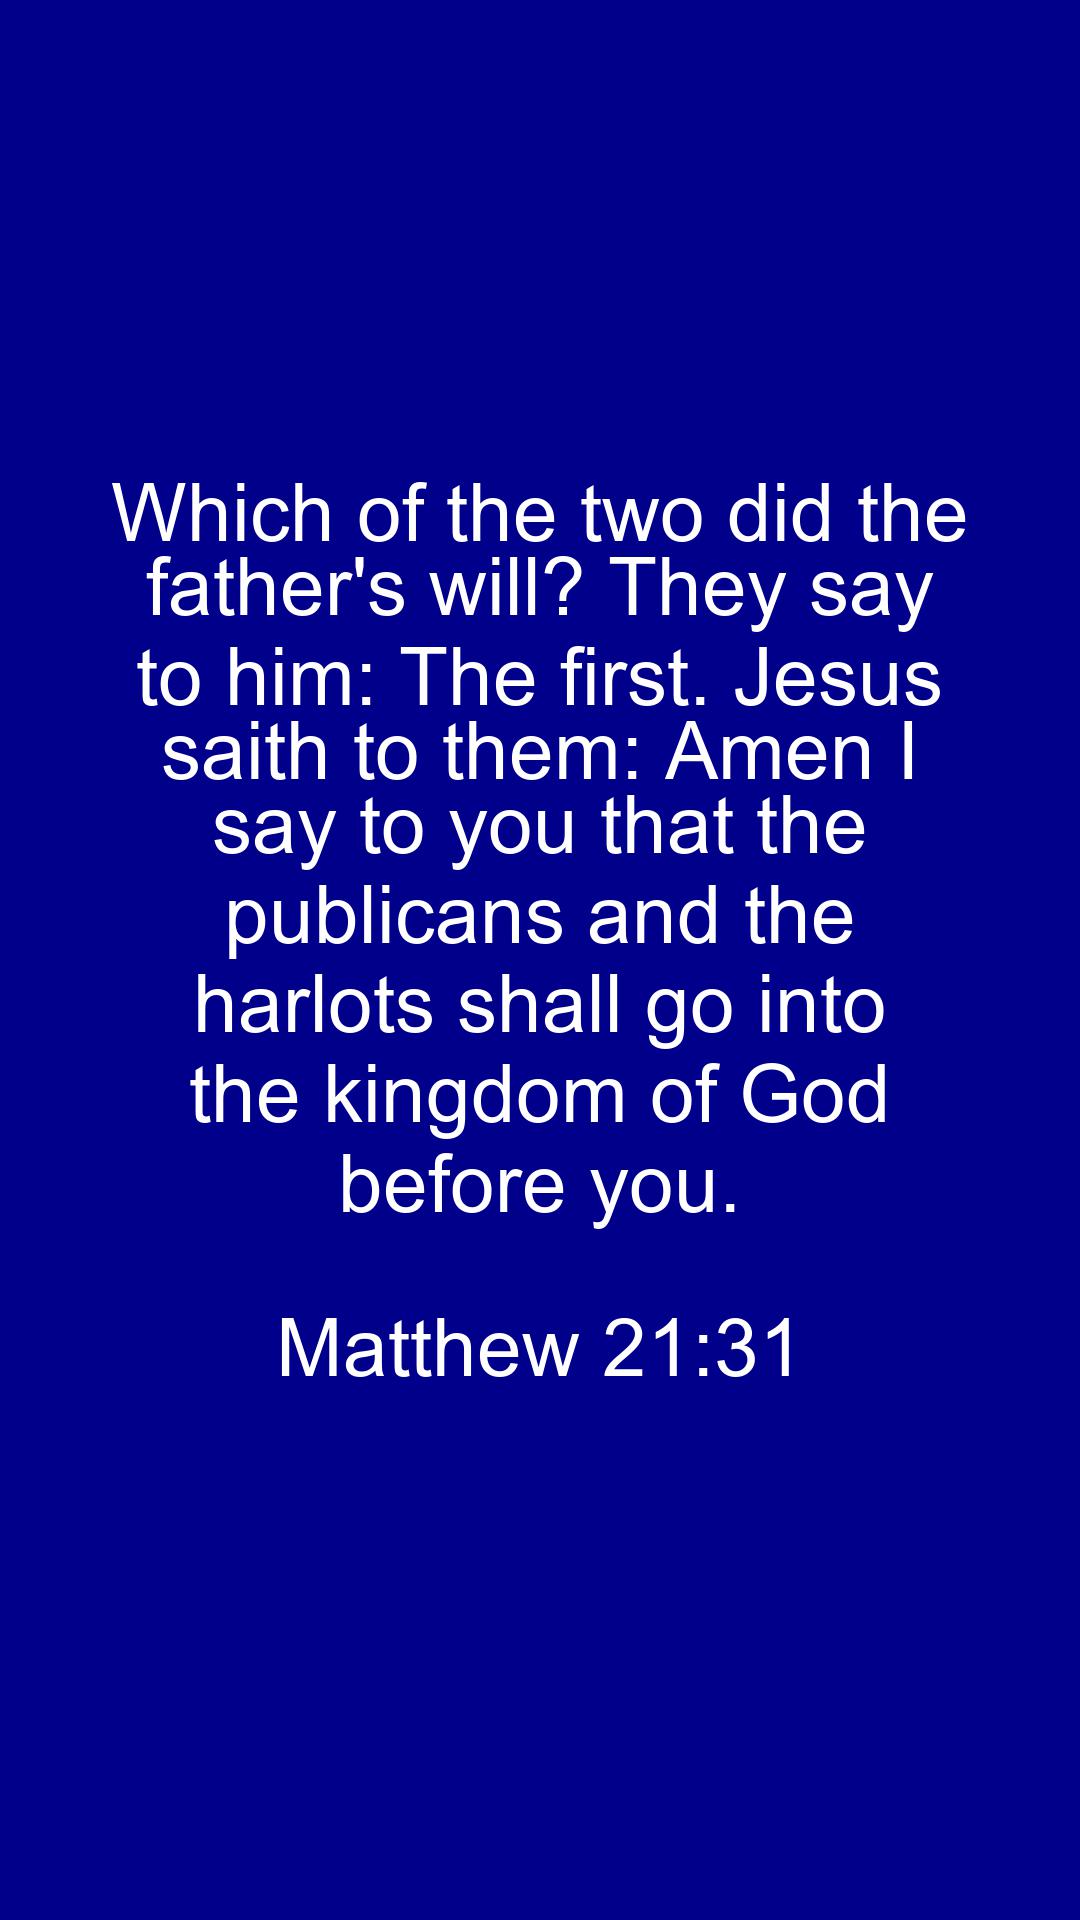 Which of the two did the
father's will? They say
to him: The first. Jesus
saith to them: Amen I
say to you that the
publicans and the
harlots shall go into
the kingdom of God
before you.
Matthew 21:31